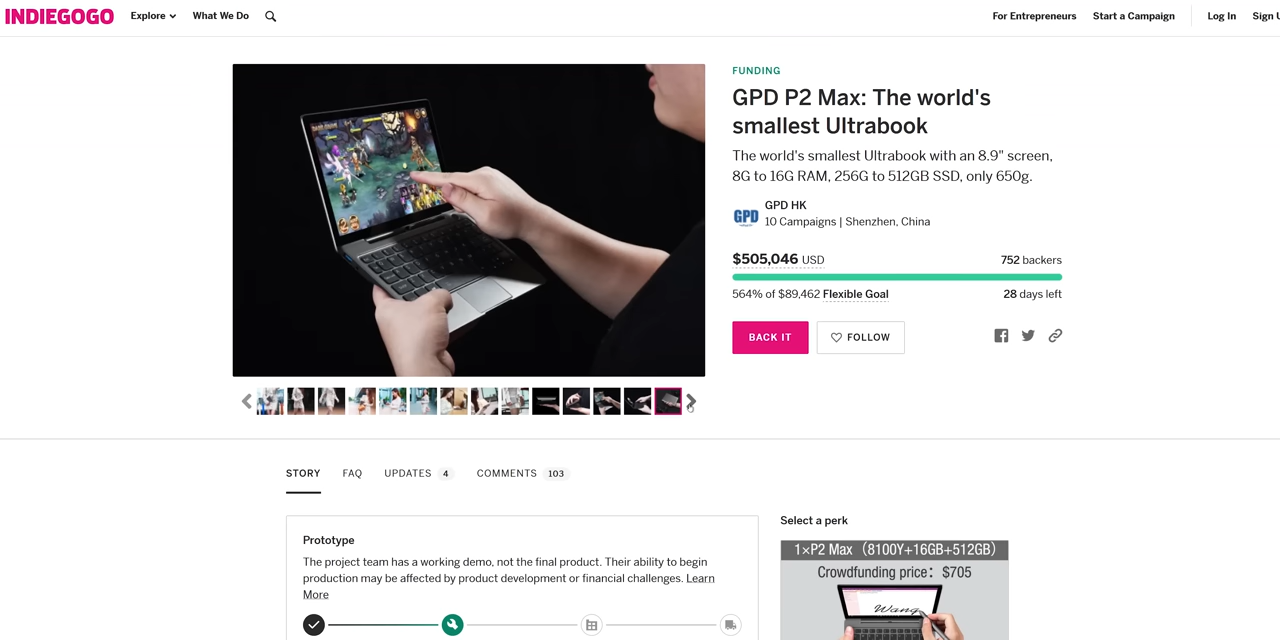 INDIEGOGO
Explore
What We Do
For Entrepreneurs
Start a Campaign
Log In
Sign U
FUNDING
GPD P2 Max: The world's
smallest Ultrabook
The world's smallest Ultrabook with an 8.9" screen,
8G to 16G RAM, 256G to 512GB SSD, only 650g.
GPD
GPD HK
10 Campaigns | Shenzhen, China
$505,046 USD
752 backers
564% of $89,462 Flexible Goal
28 days left
BACK IT
FOLLOW
STORY
FAQ
UPDATES 4
COMMENTS 103
Prototype
The project team has a working demo, not the final product. Their ability to begin
production may be affected by product development or financial challenges. Learn
More
Select a perk
1×P2 Max（8100Y+16GB+512GB）
Crowdfunding price： $705
Wang